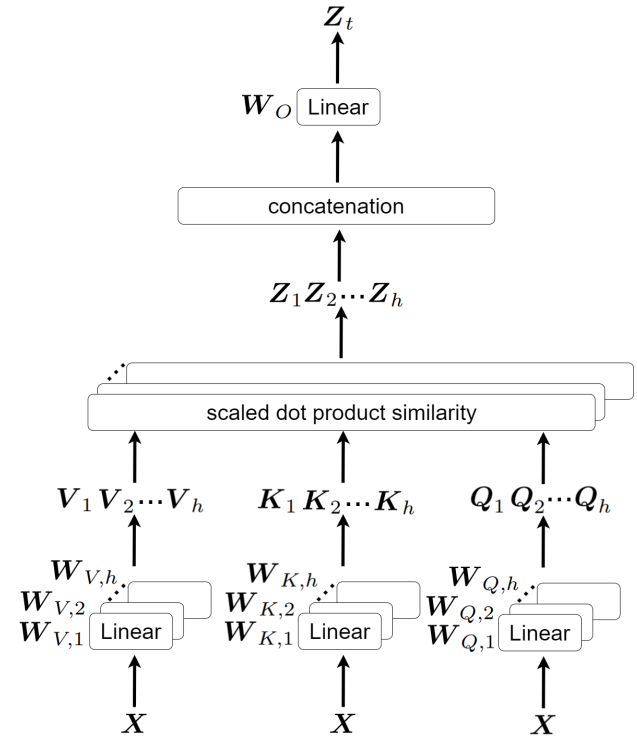 Z_t
W_O Linear
concatenation
Z_1 Z_2 ... Z_h
scaled dot product similarity
V_1 V_2 ... V_h K_1 K_2 ... K_h Q_1 Q_2 ... Q_h
W_{V,h} W_{K,h} W_{Q,h}
W_{V,2} W_{K,2} W_{Q,2}
W_{V,1} Linear W_{K,1} Linear W_{Q,1} Linear
X X X